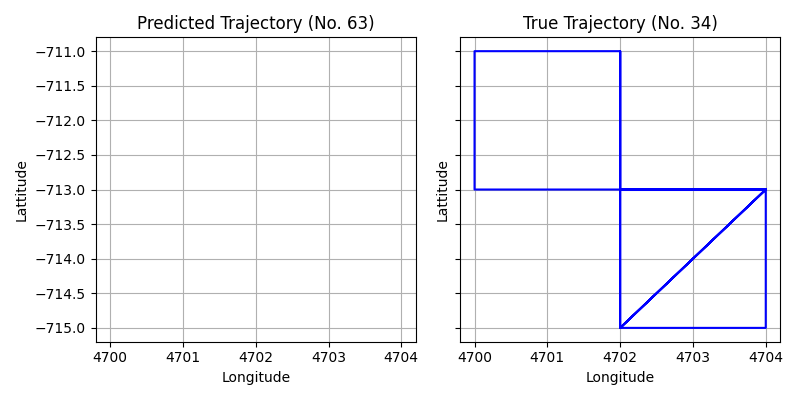 Predicted Trajectory (No. 63)
True Trajectory (No. 34)
−711.0
−711.5
−712.0
−712.5
−713.0
−713.5
−714.0
−714.5
−715.0
Lattitude
Lattitude
4700 4701 4702 4703 4704
4700 4701 4702 4703 4704
Longitude
Longitude